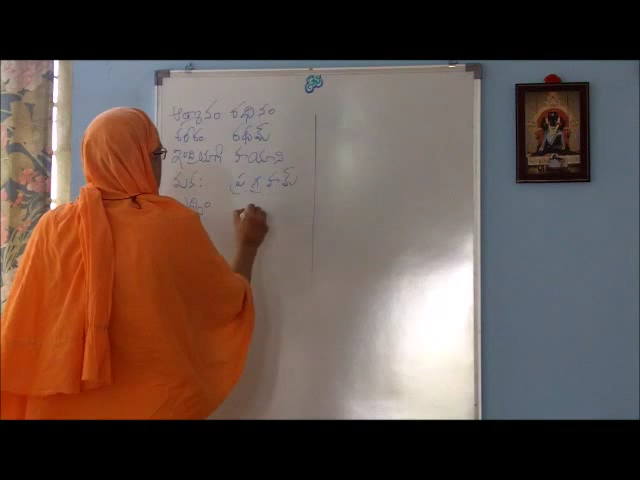 ఆత్మానం రథినం
శరీరం రథమ్
ఇంద్రియాణి హయాని
మనః ప్రగ్రహమ్